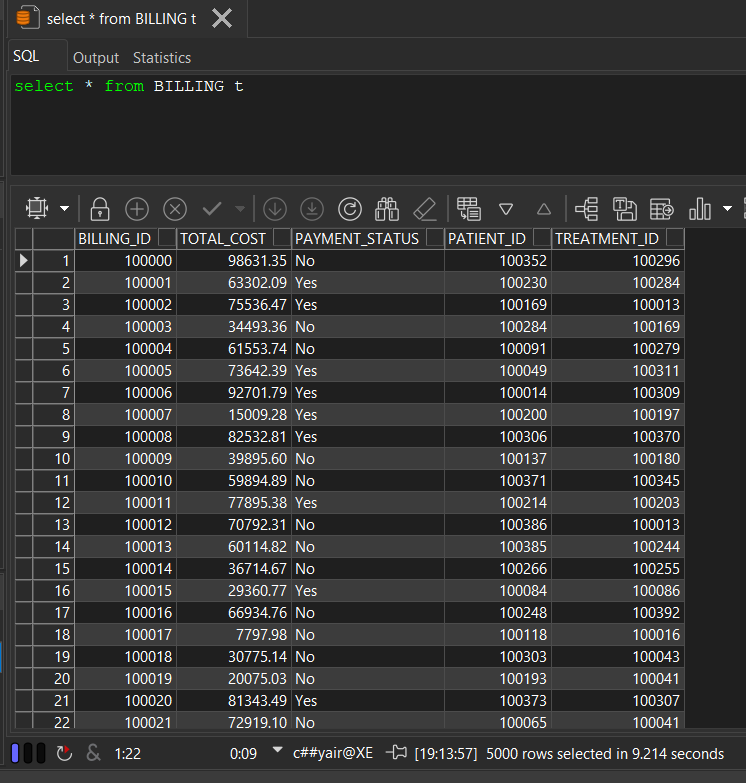 select * from BILLING t
SQL Output Statistics
select * from BILLING t
BILLING_ID TOTAL_COST PAYMENT_STATUS PATIENT_ID TREATMENT_ID
1 100000 98631.35 No 100352 100296
2 100001 63302.09 Yes 100230 100284
3 100002 75536.47 Yes 100169 100013
4 100003 34493.36 No 100284 100169
5 100004 61553.74 No 100091 100279
6 100005 73642.39 Yes 100049 100311
7 100006 92701.79 Yes 100014 100309
8 100007 15009.28 Yes 100200 100197
9 100008 82532.81 Yes 100306 100370
10 100009 39895.60 No 100137 100180
11 100010 59894.89 No 100371 100345
12 100011 77895.38 Yes 100214 100203
13 100012 70792.31 No 100386 100013
14 100013 60114.82 No 100385 100244
15 100014 36714.67 No 100266 100255
16 100015 29360.77 Yes 100084 100086
17 100016 66934.76 No 100248 100392
18 100017 7797.98 No 100118 100016
19 100018 30775.14 No 100303 100043
20 100019 20075.03 No 100193 100041
21 100020 81343.49 Yes 100373 100307
22 100021 72919.10 No 100065 100041
& 1:22 0:09 c##yair@XE [19:13:57] 5000 rows selected in 9.214 seconds